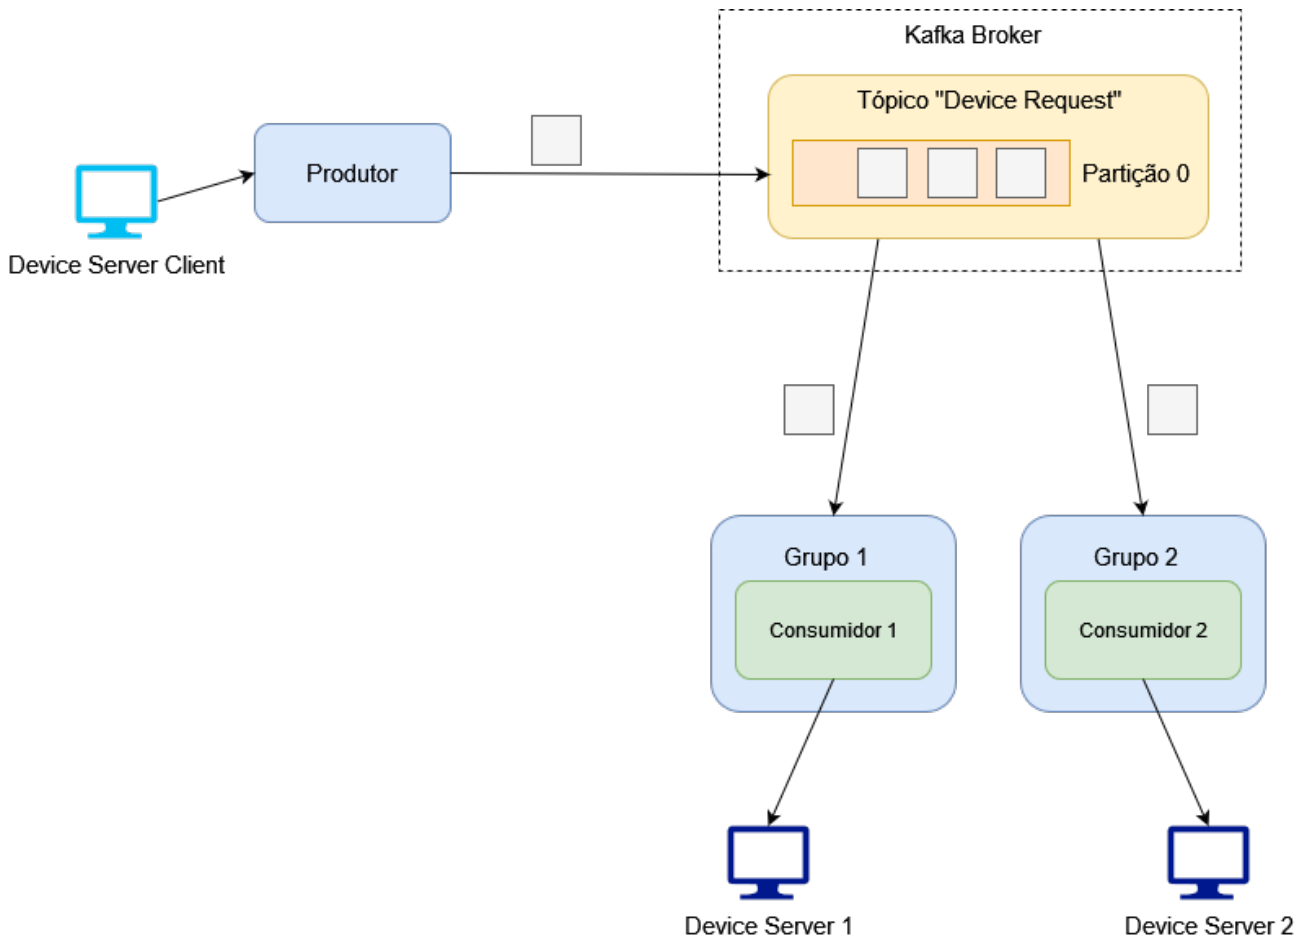 Kafka Broker
Tópico "Device Request"
Produtor
Partição 0
Device Server Client
Grupo 1
Grupo 2
Consumidor 1
Consumidor 2
Device Server 1
Device Server 2